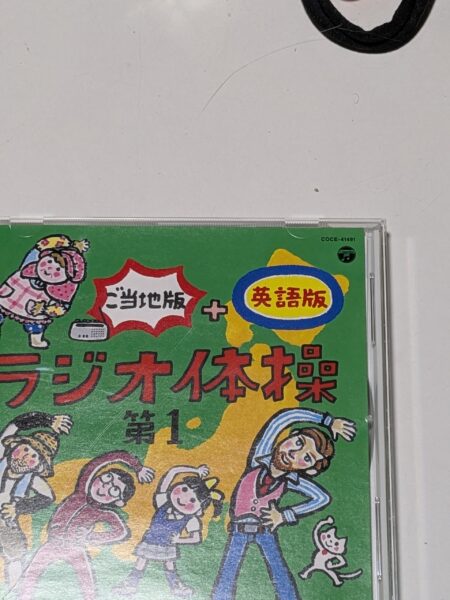 COCE-41491
ご当地版
+
英語版
ラジオ体操
第1